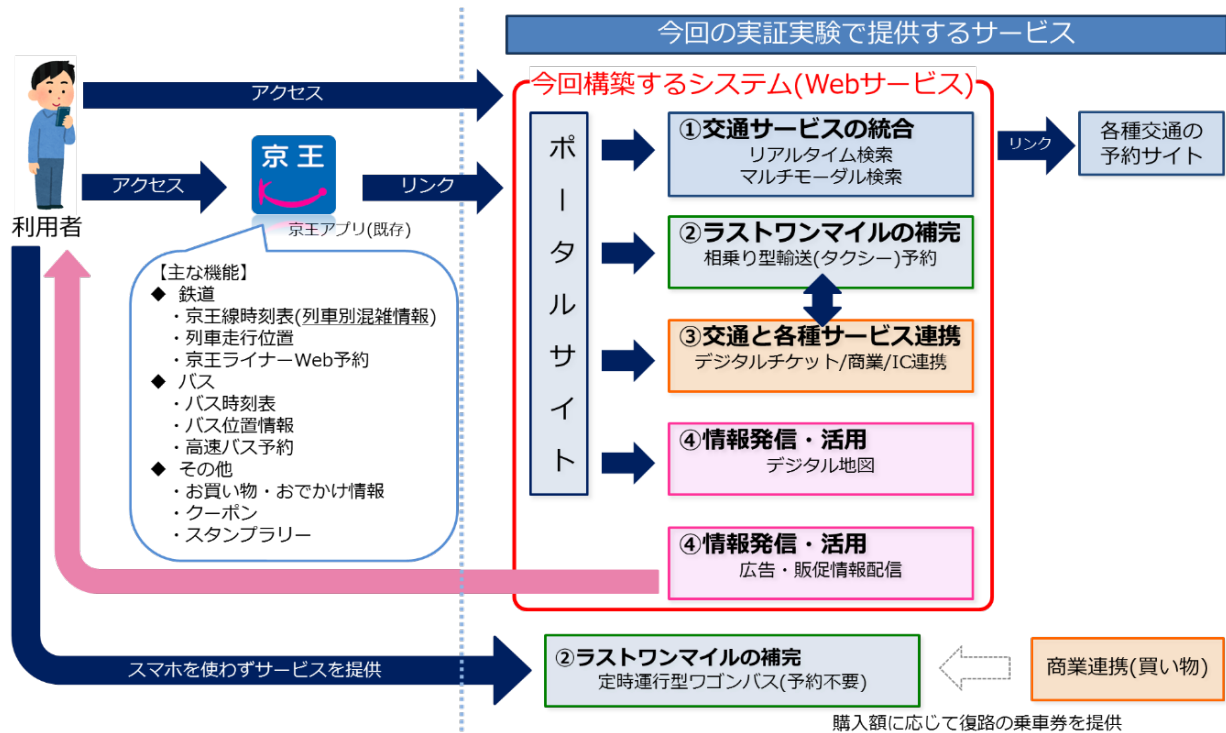 今回の実証実験で提供するサービス
今回構築するシステム(Webサービス)
アクセス
利用者
アクセス
京王
京王アプリ(既存)
リンク
【主な機能】
◆ 鉄道
・京王線時刻表(列車別混雑情報)
・列車走行位置
・京王ライナーWeb予約
◆ バス
・バス時刻表
・バス位置情報
・高速バス予約
◆ その他
・お買い物・おでかけ情報
・クーポン
・スタンプラリー
ポータルサイト
①交通サービスの統合
リアルタイム検索
マルチモーダル検索
リンク
各種交通の
予約サイト
②ラストワンマイルの補完
相乗り型輸送(タクシー)予約
③交通と各種サービス連携
デジタルチケット/商業/IC連携
④情報発信・活用
デジタル地図
④情報発信・活用
広告・販促情報配信
スマホを使わずサービスを提供
②ラストワンマイルの補完
定時運行型ワゴンバス(予約不要)
商業連携(買い物)
購入額に応じて復路の乗車券を提供